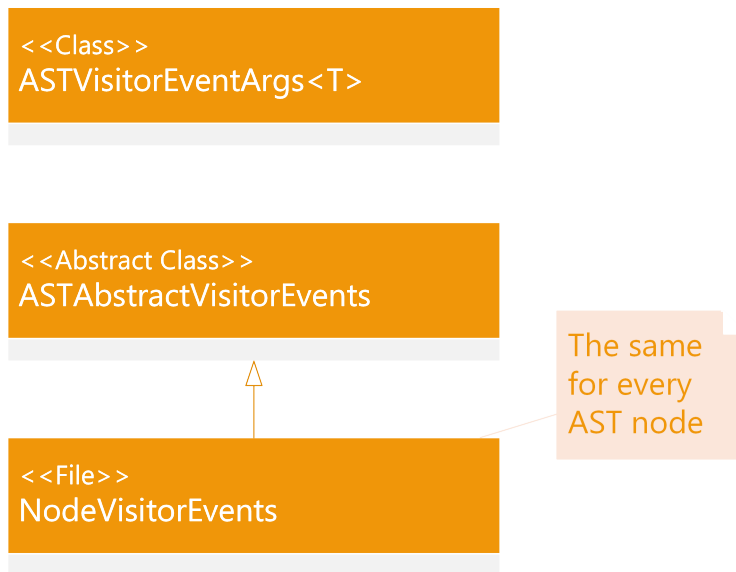 <<Class>>
ASTVisitorEventArgs<T>
<<Abstract Class>>
ASTAbstractVisitorEvents
The same
for every
AST node
<<File>>
NodeVisitorEvents